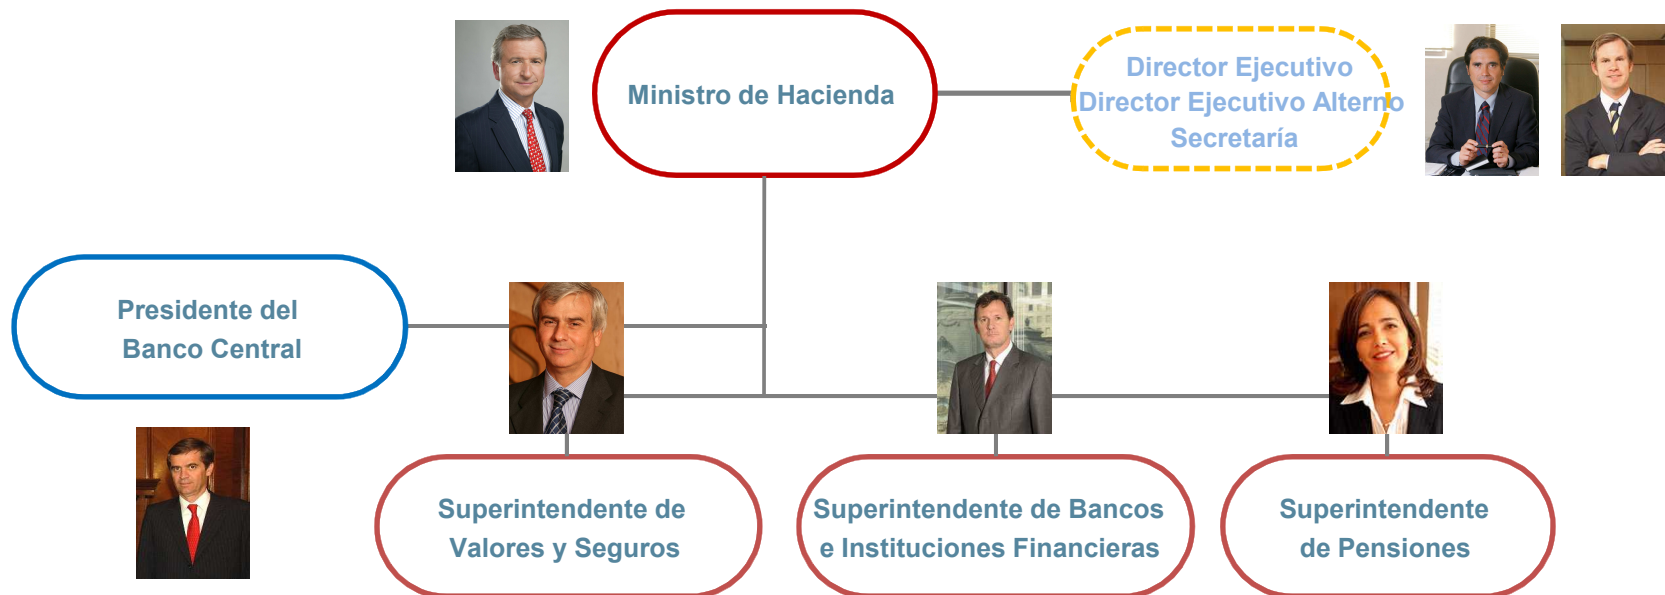 Ministro de Hacienda
Director Ejecutivo
Director Ejecutivo Alterno
Secretaría
Presidente del
Banco Central
Superintendente de
Valores y Seguros
Superintendente de Bancos
e Instituciones Financieras
Superintendente
de Pensiones